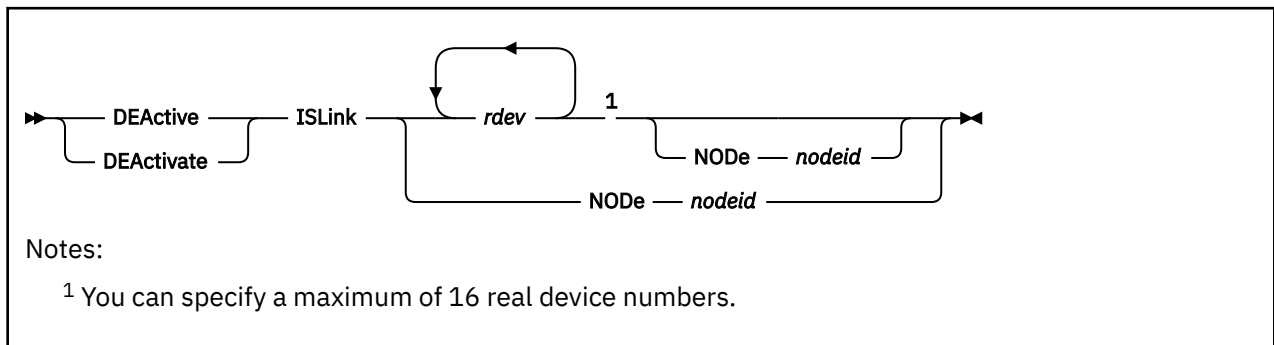 1
DEActive ISLink rdev
DEActivate NODe nodeid
NODe nodeid
Notes:
1 You can specify a maximum of 16 real device numbers.